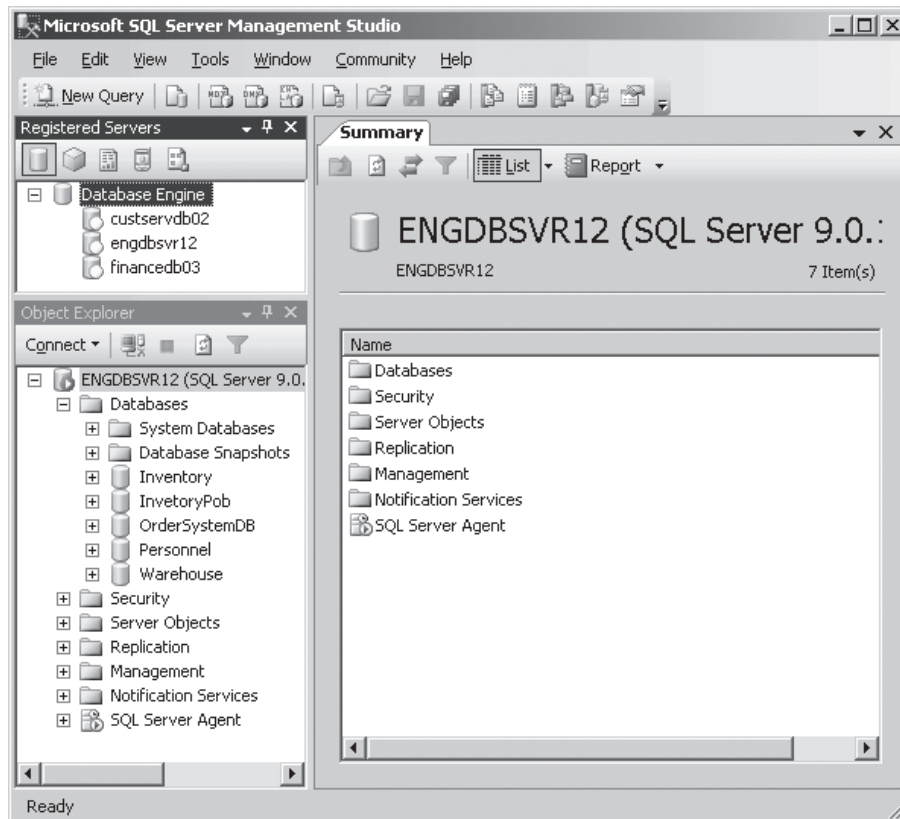 Microsoft SQL Server Management Studio
File Edit View Tools Window Community Help
New Query
Registered Servers
Database Engine
custservdb02
engdbsvr12
financedb03
Object Explorer
Connect
ENGDBSVR12 (SQL Server 9.0.
Databases
System Databases
Database Snapshots
Inventory
InvetoryPob
OrderSystemDB
Personnel
Warehouse
Security
Server Objects
Replication
Management
Notification Services
SQL Server Agent
Summary
List Report
ENGDBSVR12 (SQL Server 9.0.:
ENGDBSVR12 7 Item(s)
Name
Databases
Security
Server Objects
Replication
Management
Notification Services
SQL Server Agent
Ready